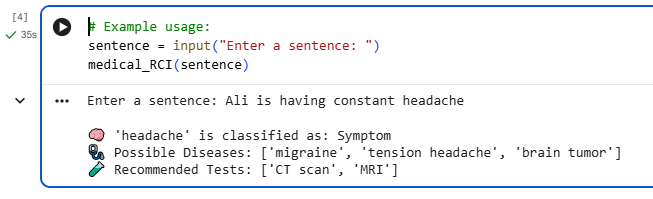 [4]
35s
# Example usage:
sentence = input("Enter a sentence: ")
medical_RCI(sentence)
Enter a sentence: Ali is having constant headache
🧠 'headache' is classified as: Symptom
🩺 Possible Diseases: ['migraine', 'tension headache', 'brain tumor']
🧪 Recommended Tests: ['CT scan', 'MRI']